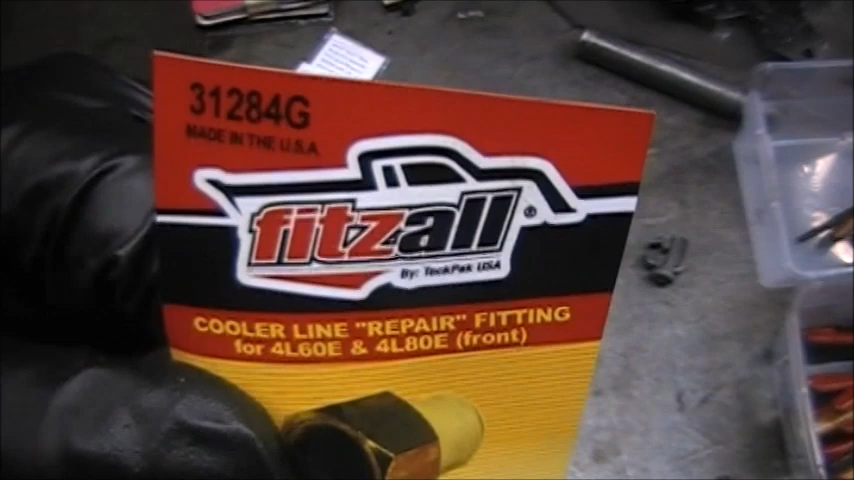 31284G
MADE IN THE U.S.A.
fitzall®
By: TeckPak USA
COOLER LINE "REPAIR" FITTING
for 4L60E & 4L80E (front)